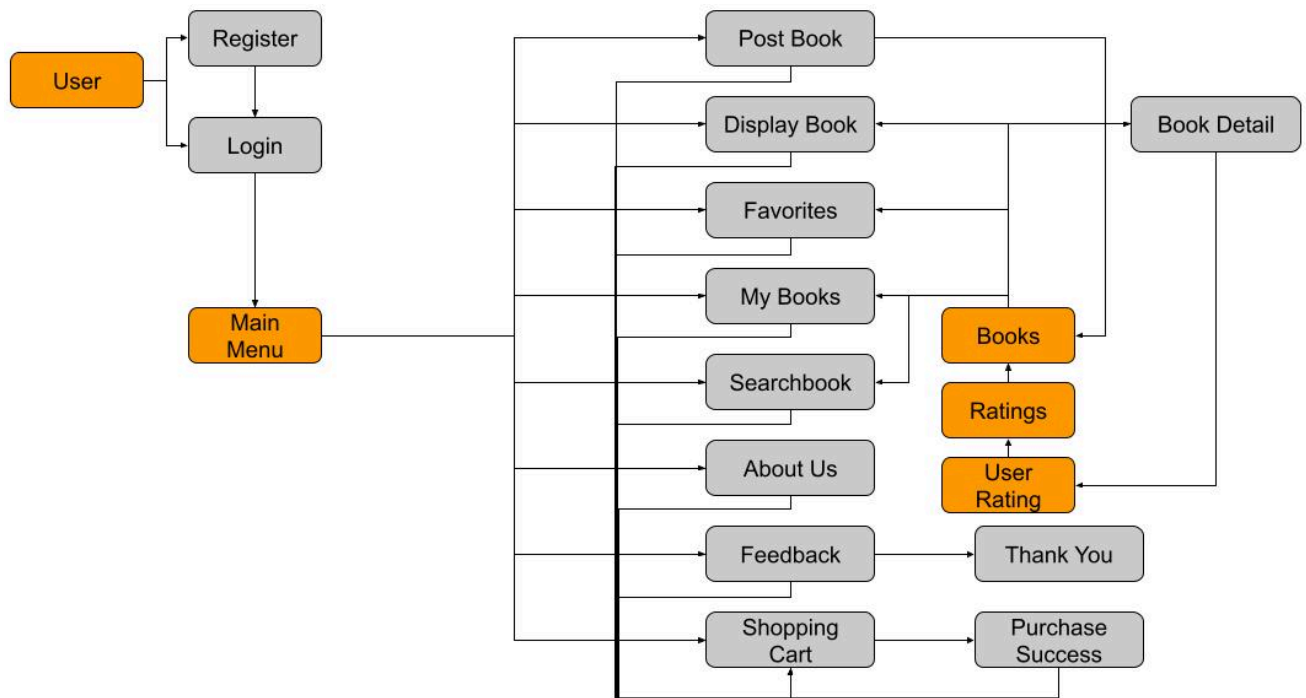 User
Register
Login
Main
Menu
Post Book
Display Book
Favorites
My Books
Searchbook
About Us
Feedback
Shopping
Cart
Book Detail
Books
Ratings
User
Rating
Thank You
Purchase
Success